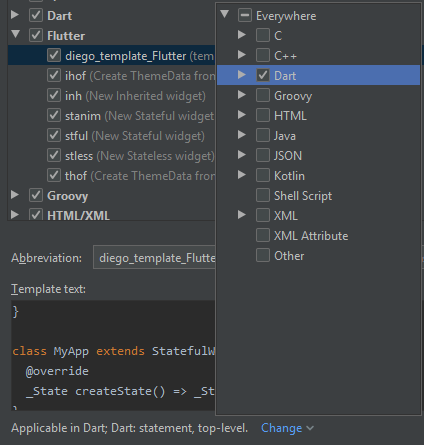 Dart
Flutter
diego_template_Flutter (tem
ihof (Create ThemeData fron
inh (New Inherited widget)
stanim (New Stateful widget
stful (New Stateful widget)
stless (New Stateless widget
thof (Create ThemeData fron
Groovy
HTML/XML
Abbreviation: diego_template_Flutte
Template text:
}
class MyApp extends StatefulW
@override
_State createState() => _St
Applicable in Dart; Dart: statement, top-level. Change
Everywhere
C
C++
Dart
Groovy
HTML
Java
JSON
Kotlin
Shell Script
XML
XML Attribute
Other